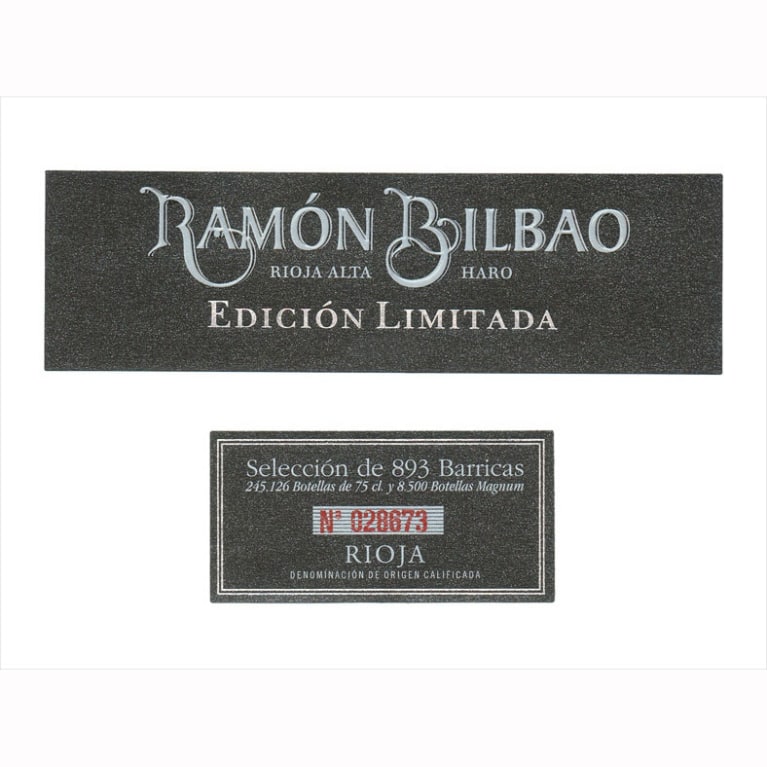 RAMÓN BILBAO
RIOJA ALTA HARO
EDICIÓN LIMITADA
Selección de 893 Barricas
245.126 Botellas de 75 cl. y 8.500 Botellas Magnum
Nº 028673
RIOJA
DENOMINACIÓN DE ORIGEN CALIFICADA